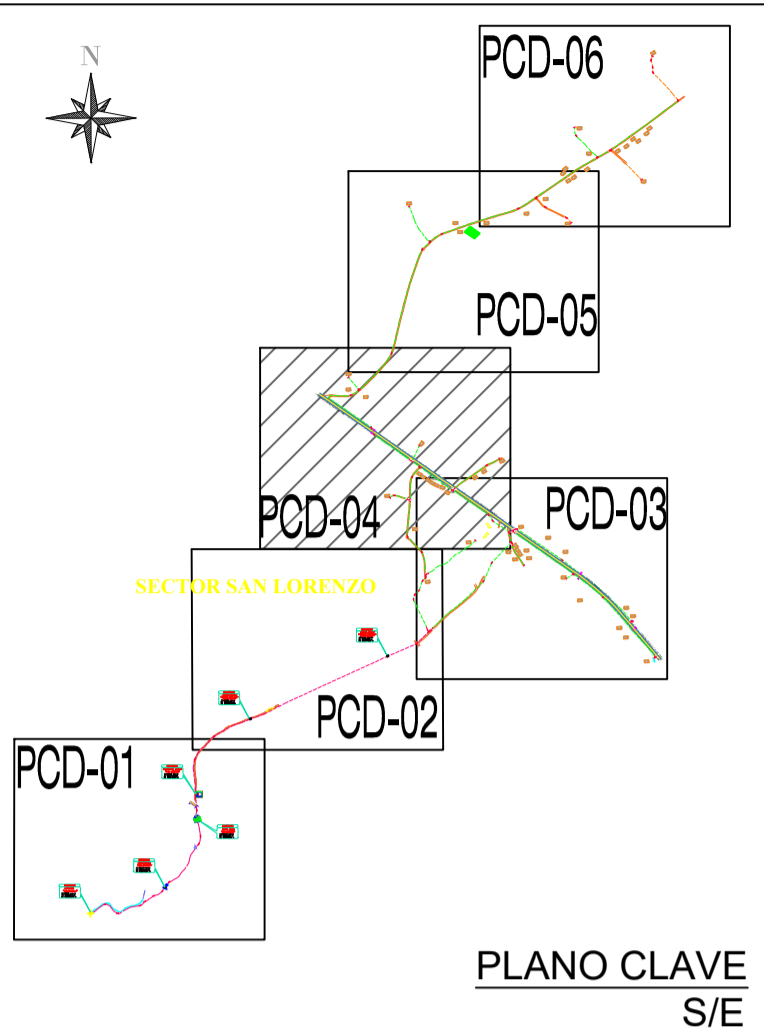 N
PCD-06
PCD-05
PCD-04
PCD-03
SECTOR SAN LORENZO
PCD-02
PCD-01
PLANO CLAVE
S/E